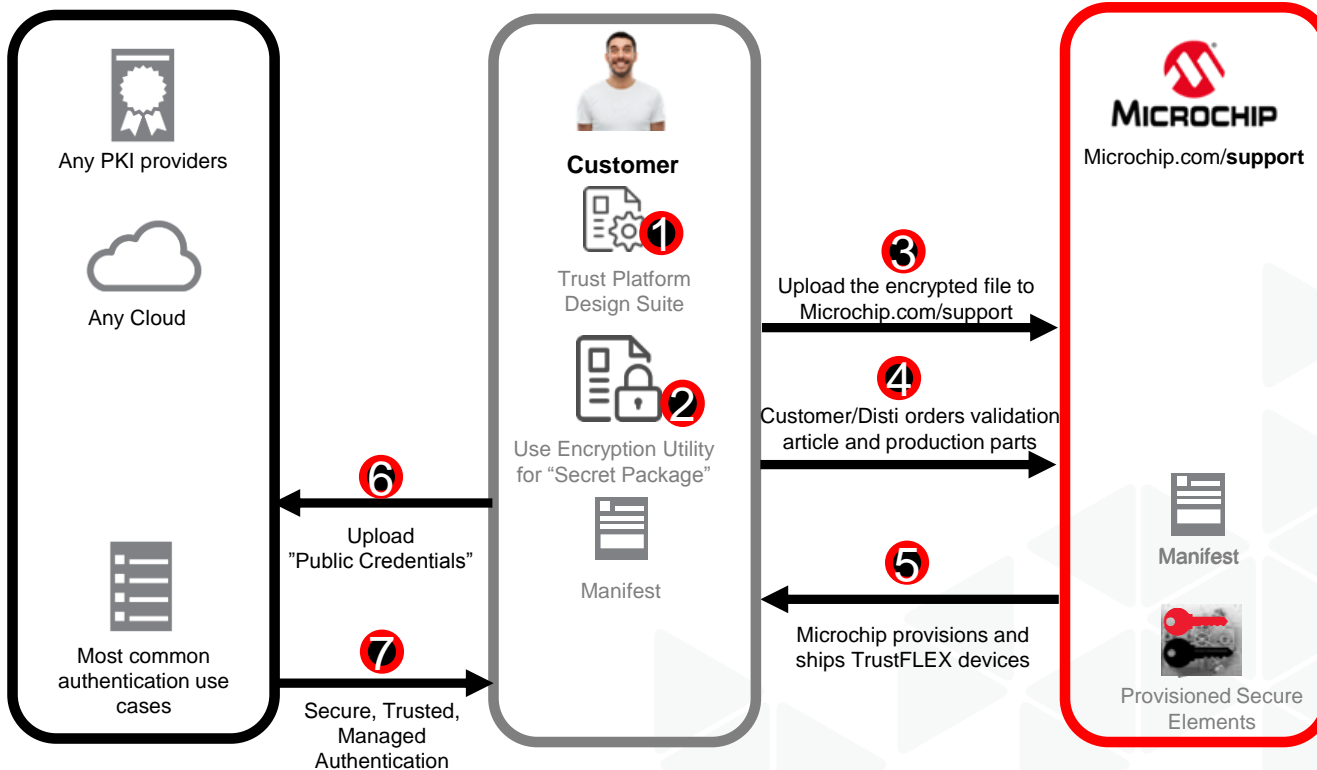 Any PKI providers
Any Cloud
Most common
authentication use
cases
Customer
1
Trust Platform
Design Suite
2
Use Encryption Utility
for “Secret Package”
Manifest
3
Upload the encrypted file to
Microchip.com/support
4
Customer/Disti orders validation
article and production parts
5
Microchip provisions and
ships TrustFLEX devices
6
Upload
”Public Credentials”
7
Secure, Trusted,
Managed
Authentication
MICROCHIP
Microchip.com/support
Manifest
Provisioned Secure
Elements